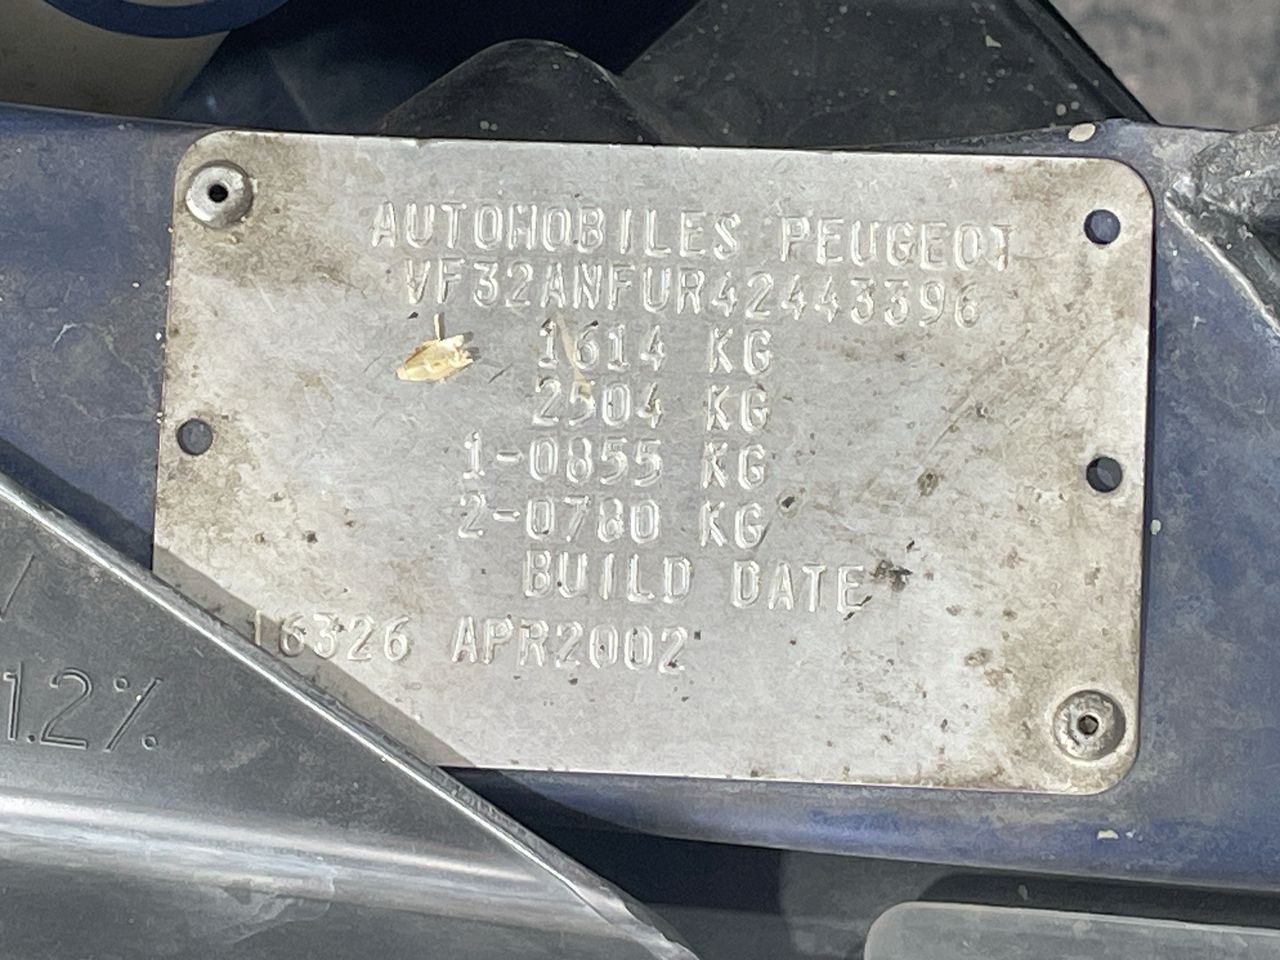 AUTOMOBILES PEUGEOT
VF32ANFUR42443396
1614 KG
2504 KG
1-0855 KG
2-0780 KG
BUILD DATE
16326 APR2002
1.2%